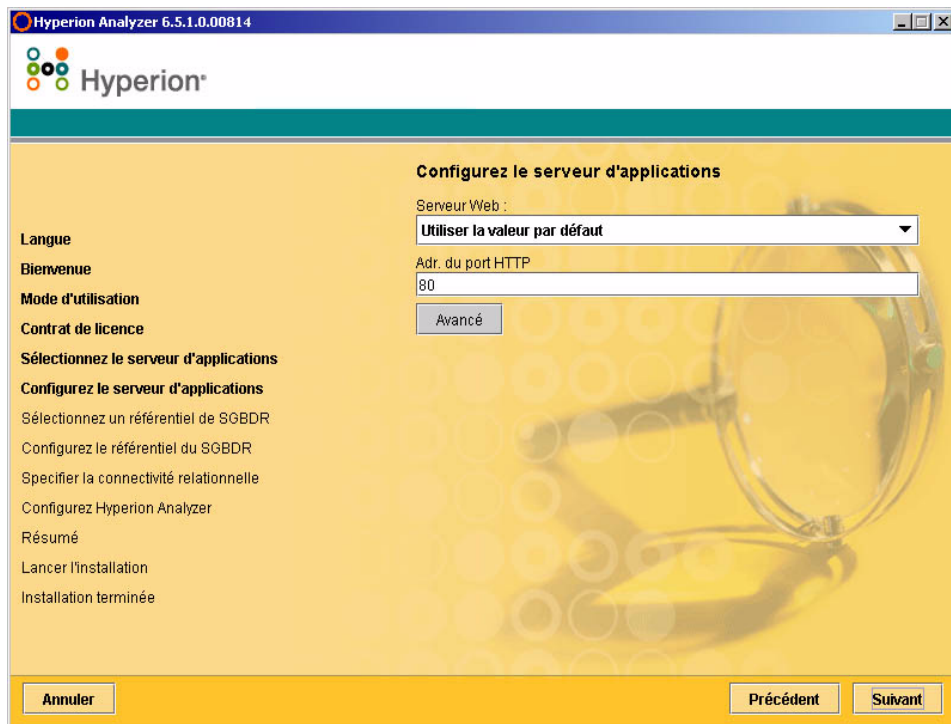 Hyperion Analyzer 6.5.1.0.00814
Hyperion
Configurez le serveur d'applications
Serveur Web :
Utiliser la valeur par défaut
Adr. du port HTTP
80
Avancé
Langue
Bienvenue
Mode d'utilisation
Contrat de licence
Sélectionnez le serveur d'applications
Configurez le serveur d'applications
Sélectionnez un référentiel de SGBDR
Configurez le référentiel du SGBDR
Specifier la connectivité relationnelle
Configurez Hyperion Analyzer
Résumé
Lancer l'installation
Installation terminée
Annuler
Précédent
Suivant